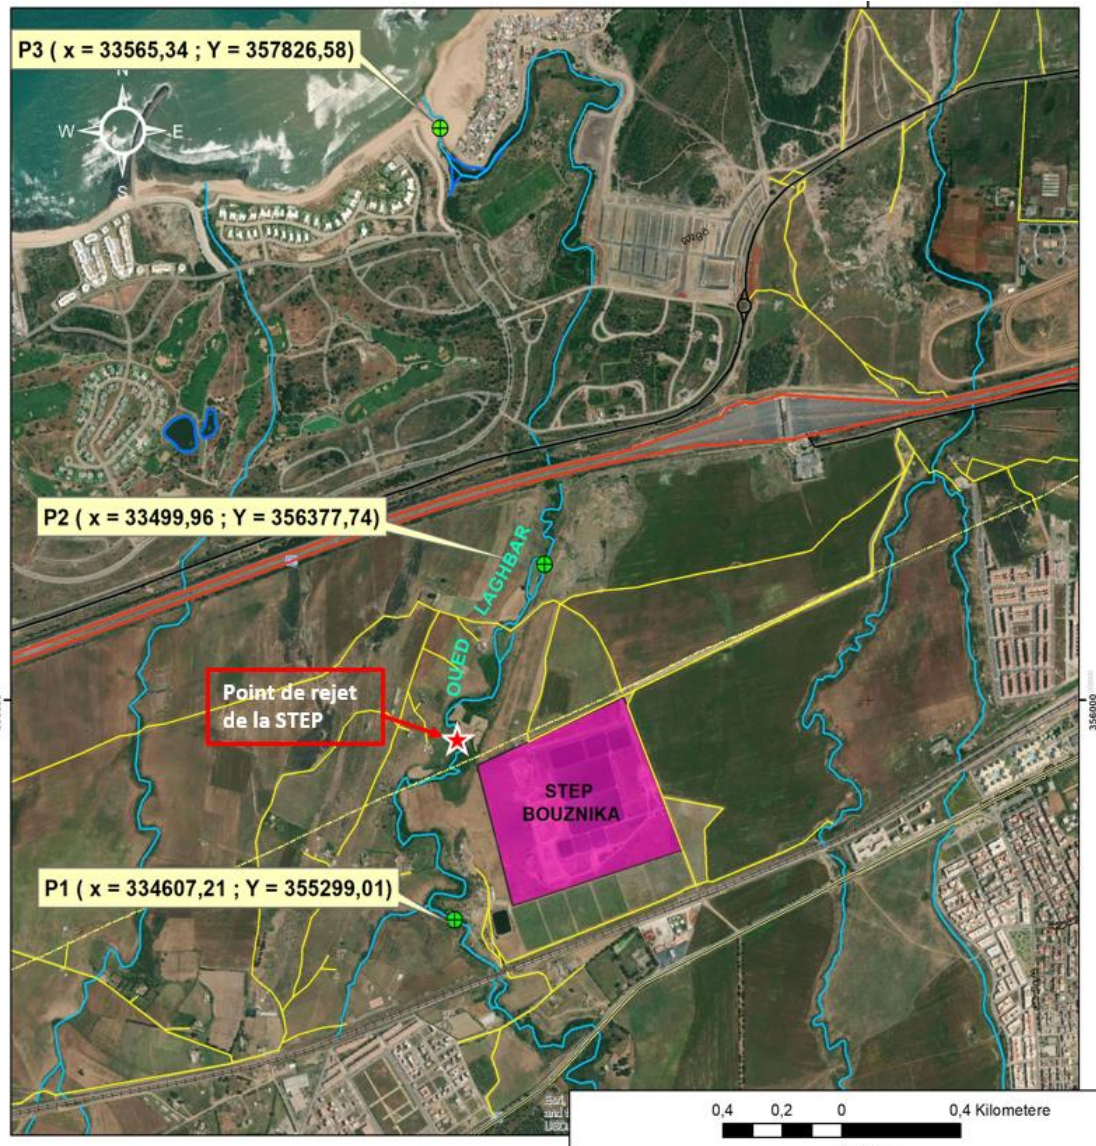 P3 ( x = 33565,34 ; Y = 357826,58)
N
W
E
S
P2 ( x = 33499,96 ; Y = 356377,74)
OUED LAGHBAR
Point de rejet
de la STEP
356000
STEP
BOUZNIKA
P1 ( x = 334607,21 ; Y = 355299,01)
0,4 0,2 0 0,4 Kilometere